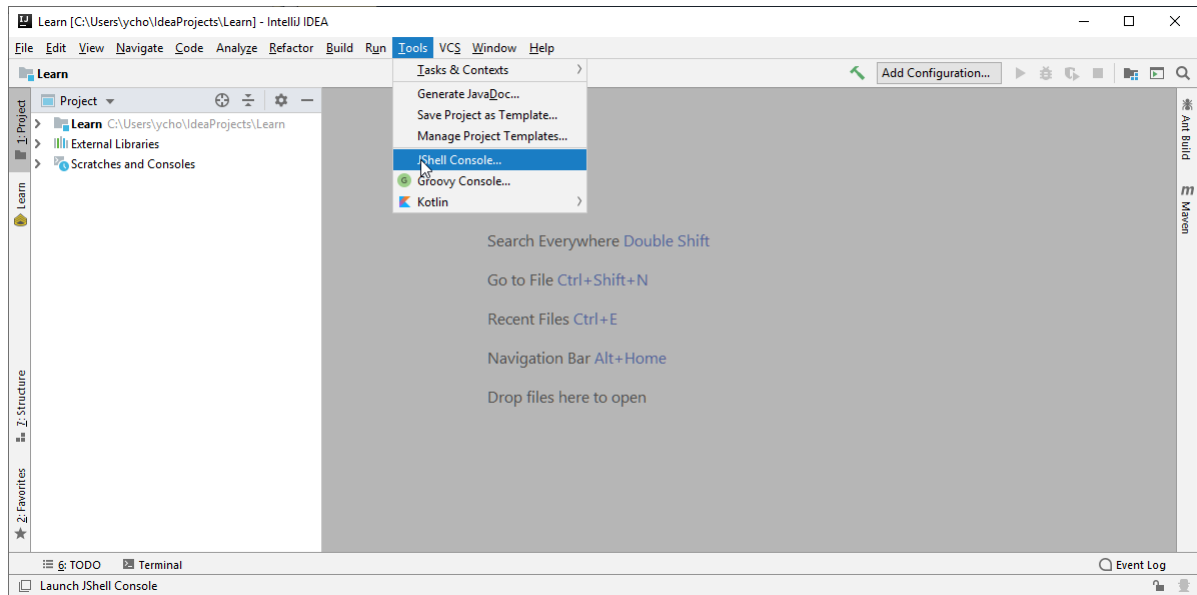 Learn [C:\Users\ycho\IdeaProjects\Learn] - IntelliJ IDEA
File Edit View Navigate Code Analyze Refactor Build Run Tools VCS Window Help
Learn
Add Configuration...
Tasks & Contexts
Generate JavaDoc...
Save Project as Template...
Manage Project Templates...
JShell Console...
Groovy Console...
Kotlin
Project
Learn C:\Users\ycho\IdeaProjects\Learn
External Libraries
Scratches and Consoles
1: Project
Learn
7: Structure
2: Favorites
Search Everywhere Double Shift
Go to File Ctrl+Shift+N
Recent Files Ctrl+E
Navigation Bar Alt+Home
Drop files here to open
Ant Build
m Maven
6: TODO Terminal Event Log
Launch JShell Console